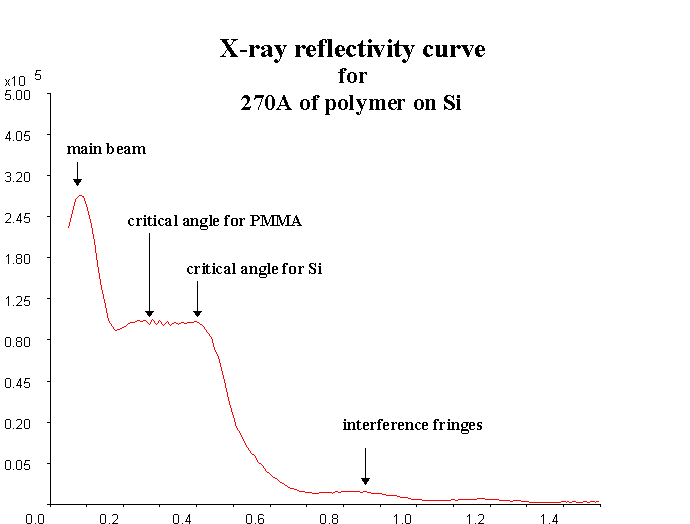 X-ray reflectivity curve
for
270A of polymer on Si
x10 5
5.00
4.05
3.20
2.45
1.80
1.25
0.80
0.45
0.20
0.05
main beam
critical angle for PMMA
critical angle for Si
interference fringes
0.0 0.2 0.4 0.6 0.8 1.0 1.2 1.4